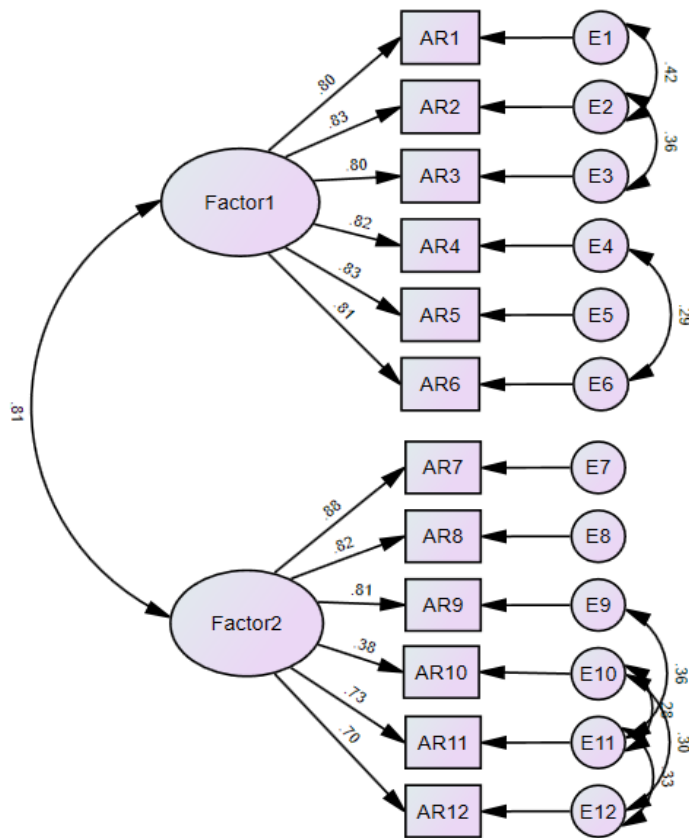 AR1
E1
.80
.42
AR2
E2
.83
.36
AR3
E3
.80
Factor1
AR4
E4
.82
AR5
E5
.83
.29
AR6
E6
.81
.81
AR7
E7
.88
AR8
E8
.82
AR9
E9
.81
Factor2
AR10
E10
.38
.36
.28
AR11
E11
.73
.30
.33
AR12
E12
.70